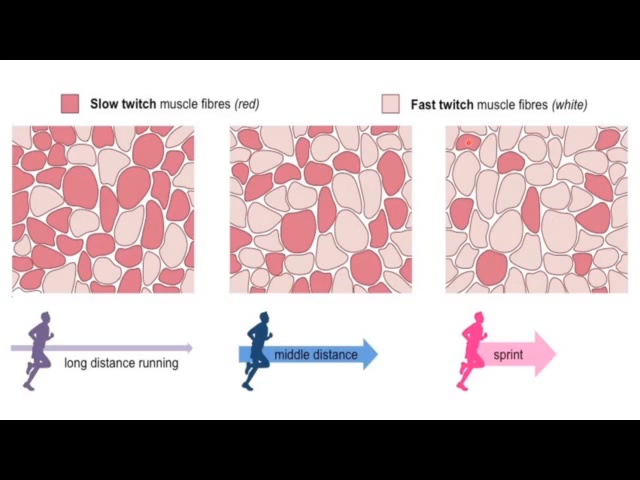 Slow twitch muscle fibres (red)
Fast twitch muscle fibres (white)
long distance running
middle distance
sprint